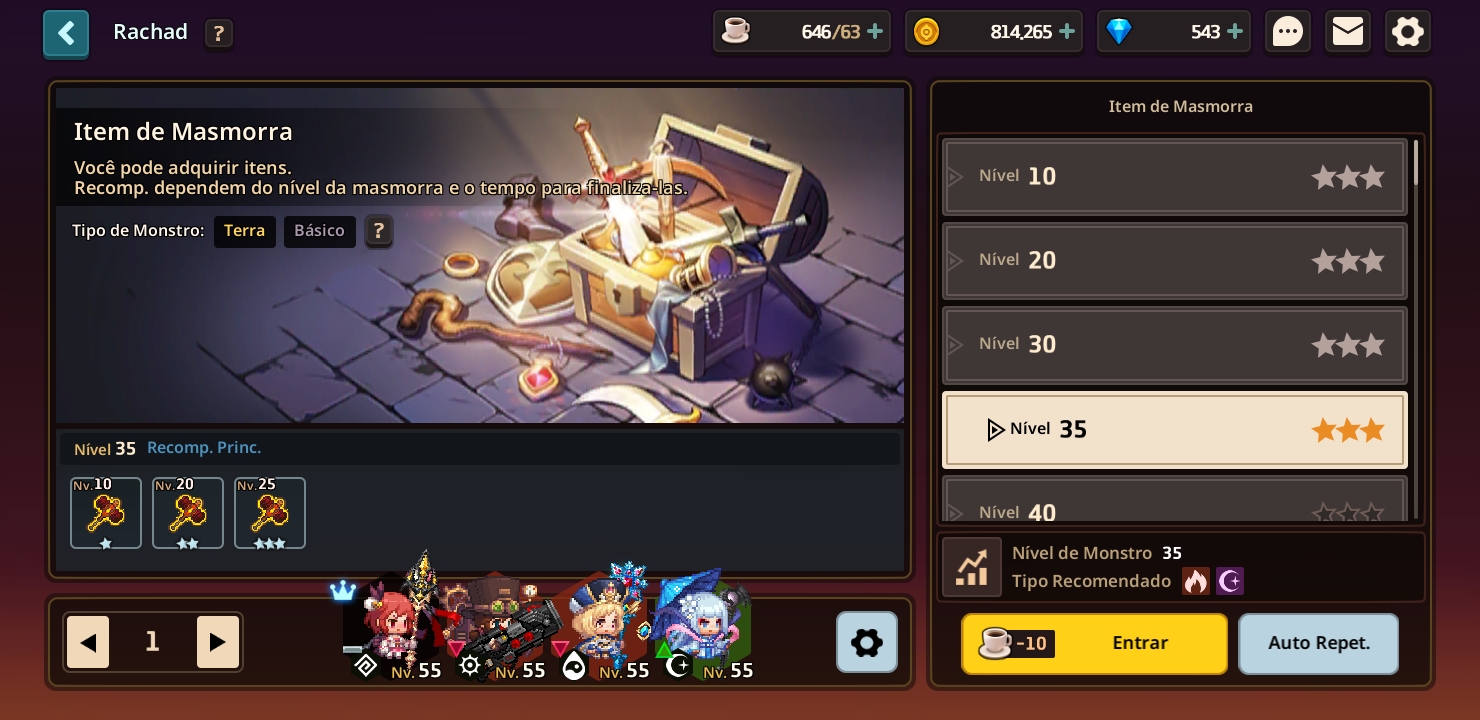 Rachad ?
646/63
814,265
543
Item de Masmorra
Você pode adquirir itens.
Recomp. dependem do nível da masmorra e o tempo para finaliza-las.
Tipo de Monstro: Terra Básico ?
Nível 35 Recomp. Princ.
Nv.10 Nv.20 Nv.25
1
Nv. 55 Nv. 55 Nv. 55 Nv. 55
Item de Masmorra
Nível 10
Nível 20
Nível 30
Nível 35
Nível 40
Nível de Monstro 35
Tipo Recomendado
-10 Entrar
Auto Repet.